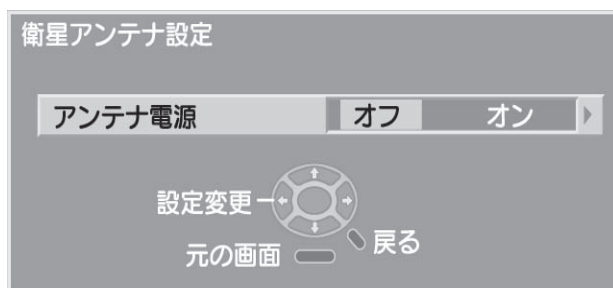 衛星アンテナ設定
アンテナ電源 オフ オン
設定変更
戻る
元の画面